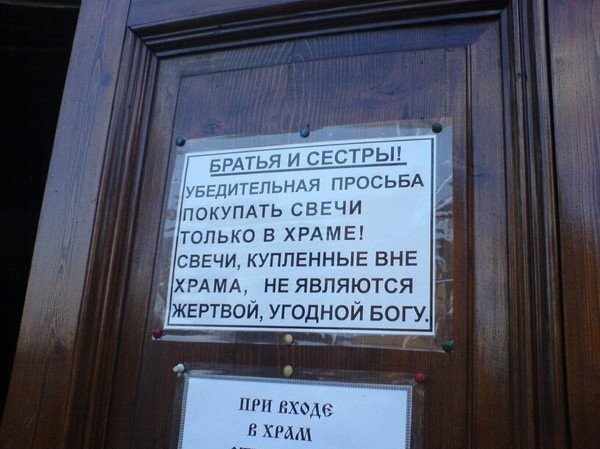 БРАТЬЯ И СЕСТРЫ!
УБЕДИТЕЛЬНАЯ ПРОСЬБА
ПОКУПАТЬ СВЕЧИ
ТОЛЬКО В ХРАМЕ!
СВЕЧИ, КУПЛЕННЫЕ ВНЕ
ХРАМА, НЕ ЯВЛЯЮТСЯ
ЖЕРТВОЙ, УГОДНОЙ БОГУ.
ПРИ ВХОДЕ
В ХРАМ